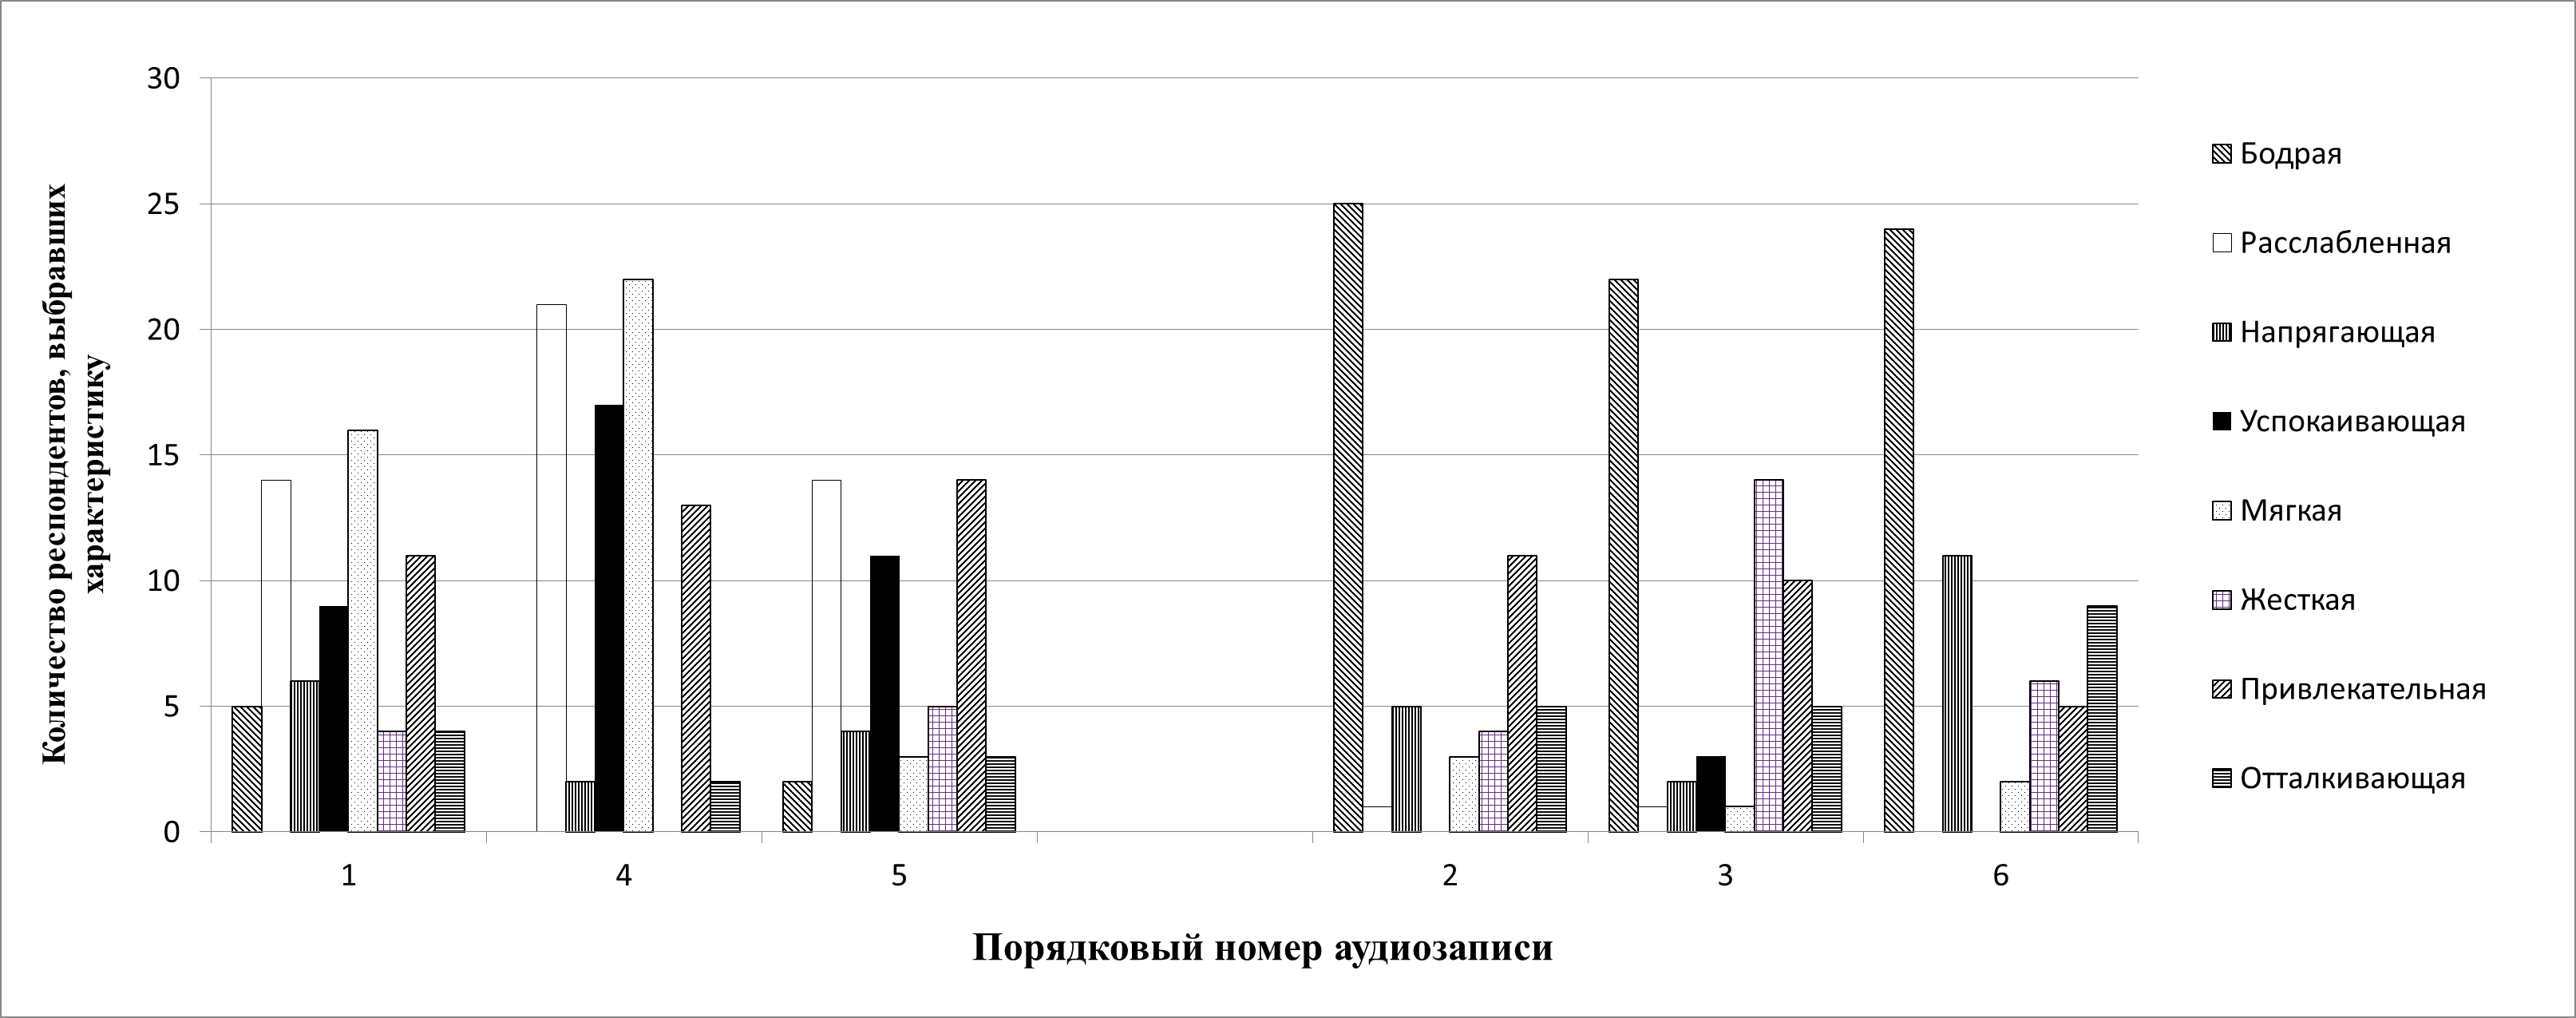 Количество респондентов, выбравших
характеристику
30
25
20
15
10
5
0
1 4 5 2 3 6
Порядковый номер аудиозаписи
Бодрая
Расслабленная
Напрягающая
Успокаивающая
Мягкая
Жесткая
Привлекательная
Отталкивающая